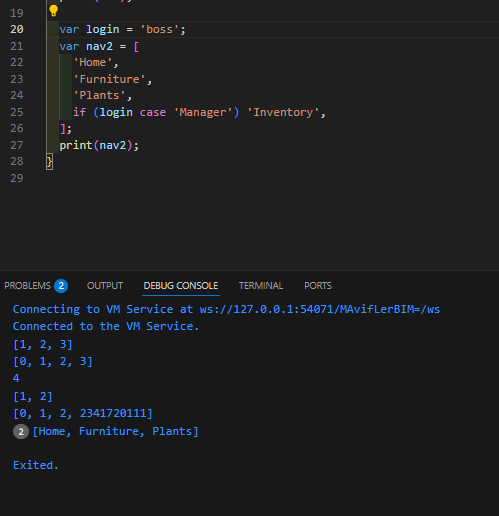 19
20 var login = 'boss';
21 var nav2 = [
22 'Home',
23 'Furniture',
24 'Plants',
25 if (login case 'Manager') 'Inventory',
26 ];
27 print(nav2);
28 }
29
PROBLEMS 2 OUTPUT DEBUG CONSOLE TERMINAL PORTS
Connecting to VM Service at ws://127.0.0.1:54071/MAvifLerBIM=/ws
Connected to the VM Service.
[1, 2, 3]
[0, 1, 2, 3]
4
[1, 2]
[0, 1, 2, 2341720111]
2 [Home, Furniture, Plants]
Exited.